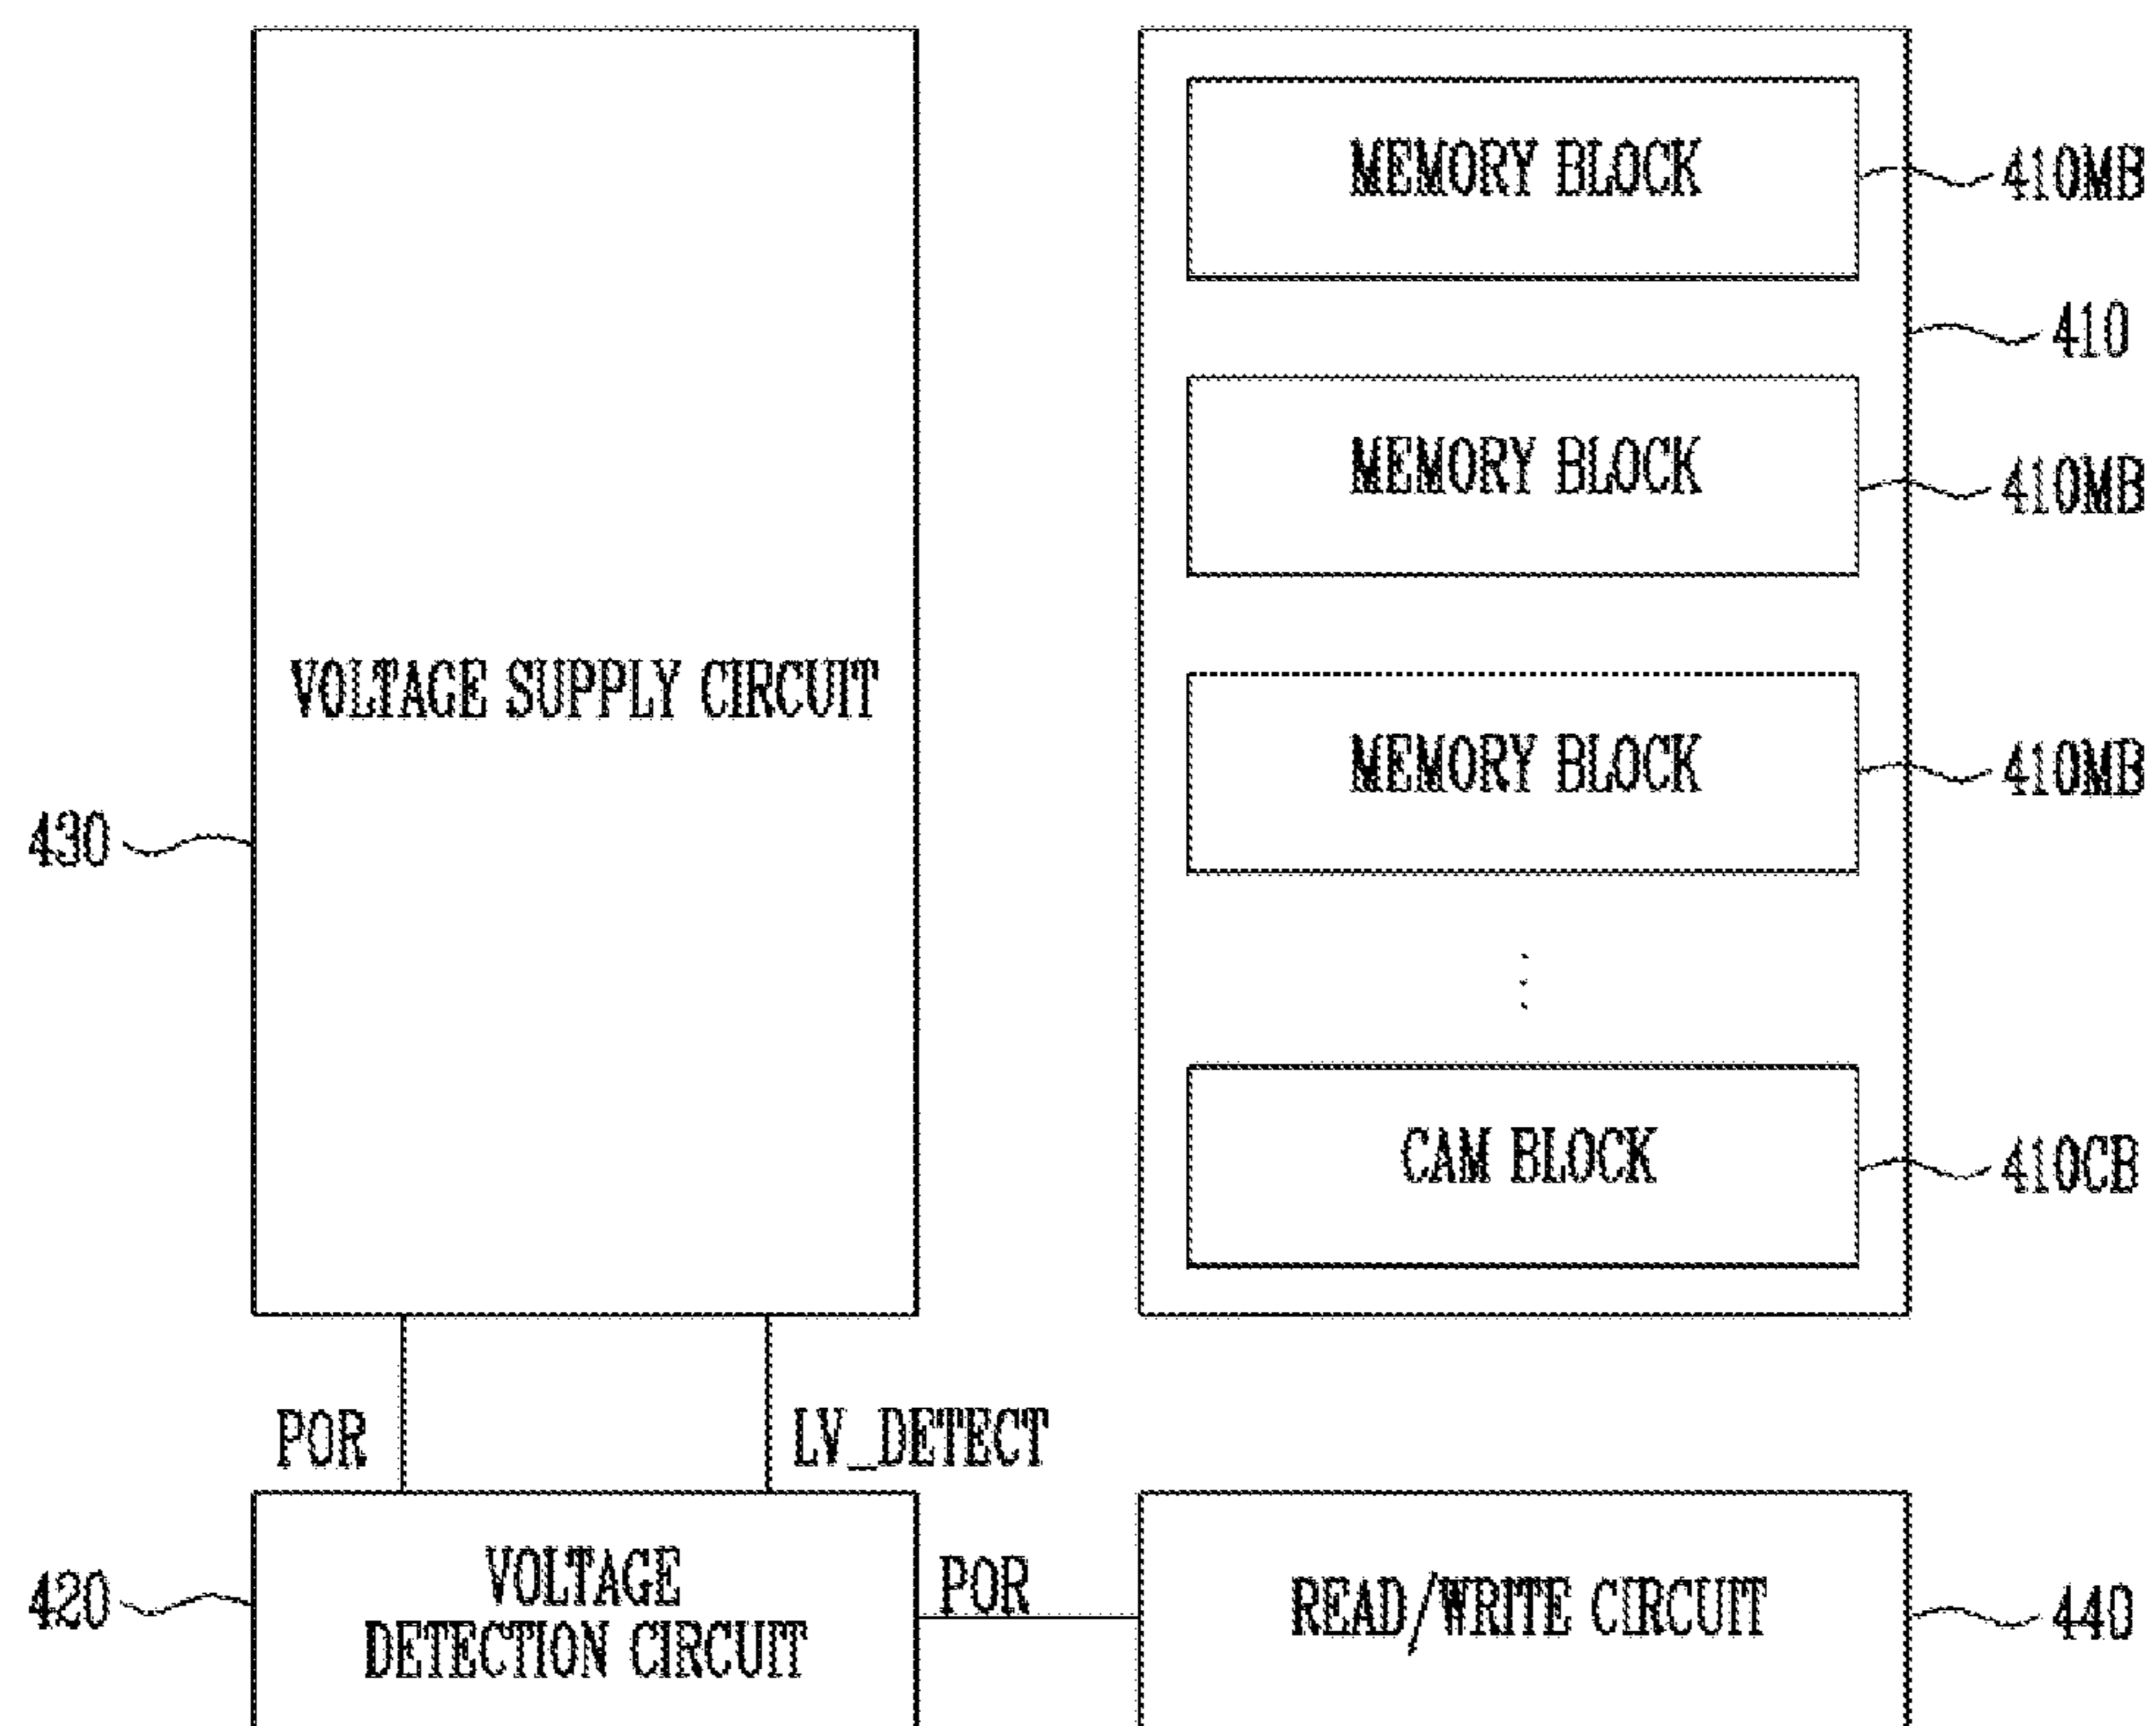 MEMORY BLOCK
410MB
410
MEMORY BLOCK
410MB
VOLTAGE SUPPLY CIRCUIT
MEMORY BLOCK
410MB
430
CAM BLOCK
410CB
POR
LV_DETECT
420
VOLTAGE
DETECTION CIRCUIT
POR
READ/WRITE CIRCUIT
440